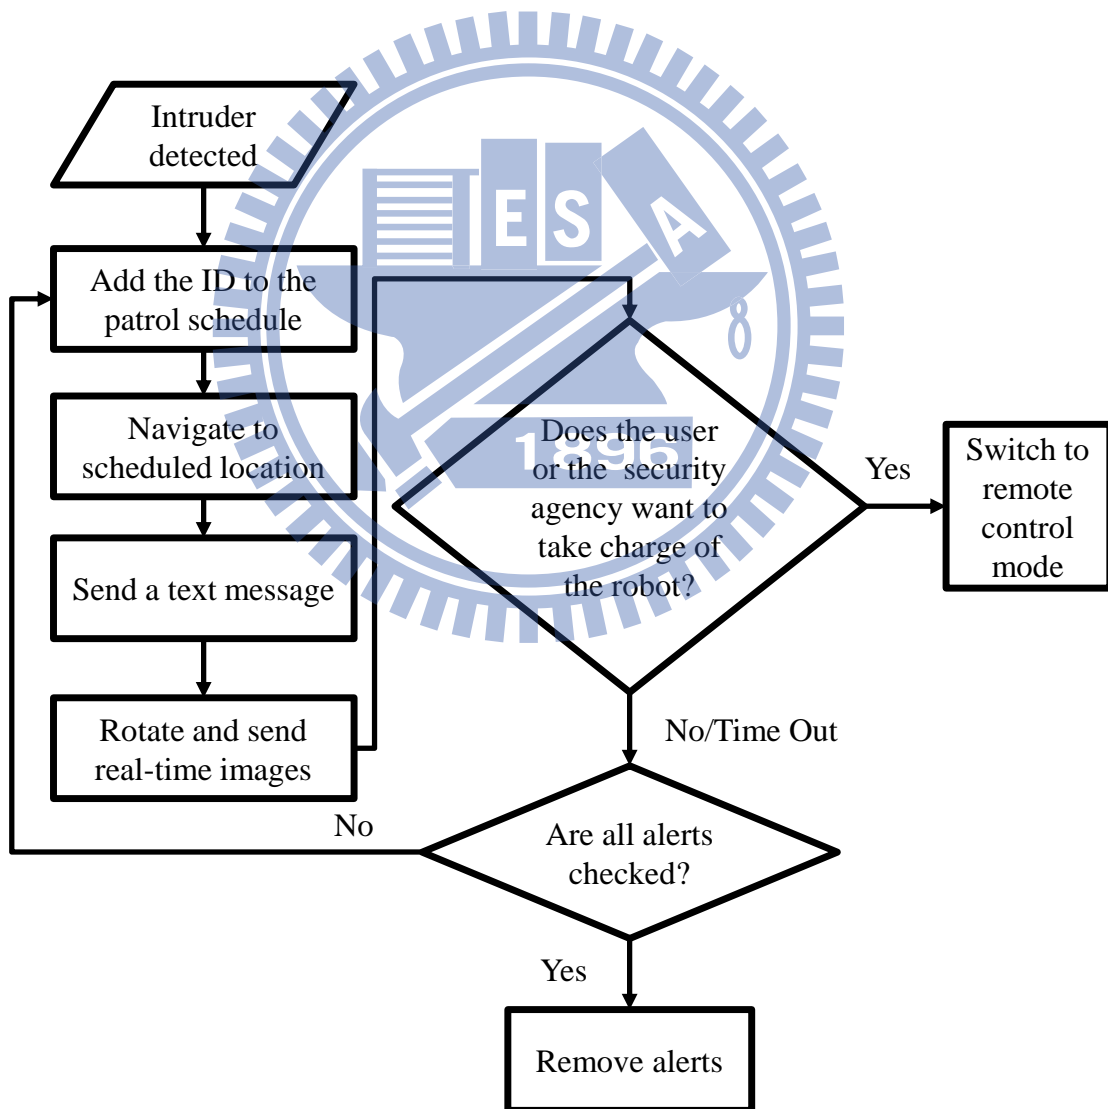 Intruder
detected
Add the ID to the
patrol schedule
Navigate to
scheduled location
Send a text message
Rotate and send
real-time images
E S A
8
1896
Does the user
or the security
agency want to
take charge of
the robot?
Yes
Switch to
remote
control
mode
No/Time Out
Are all alerts
checked?
No
Yes
Remove alerts